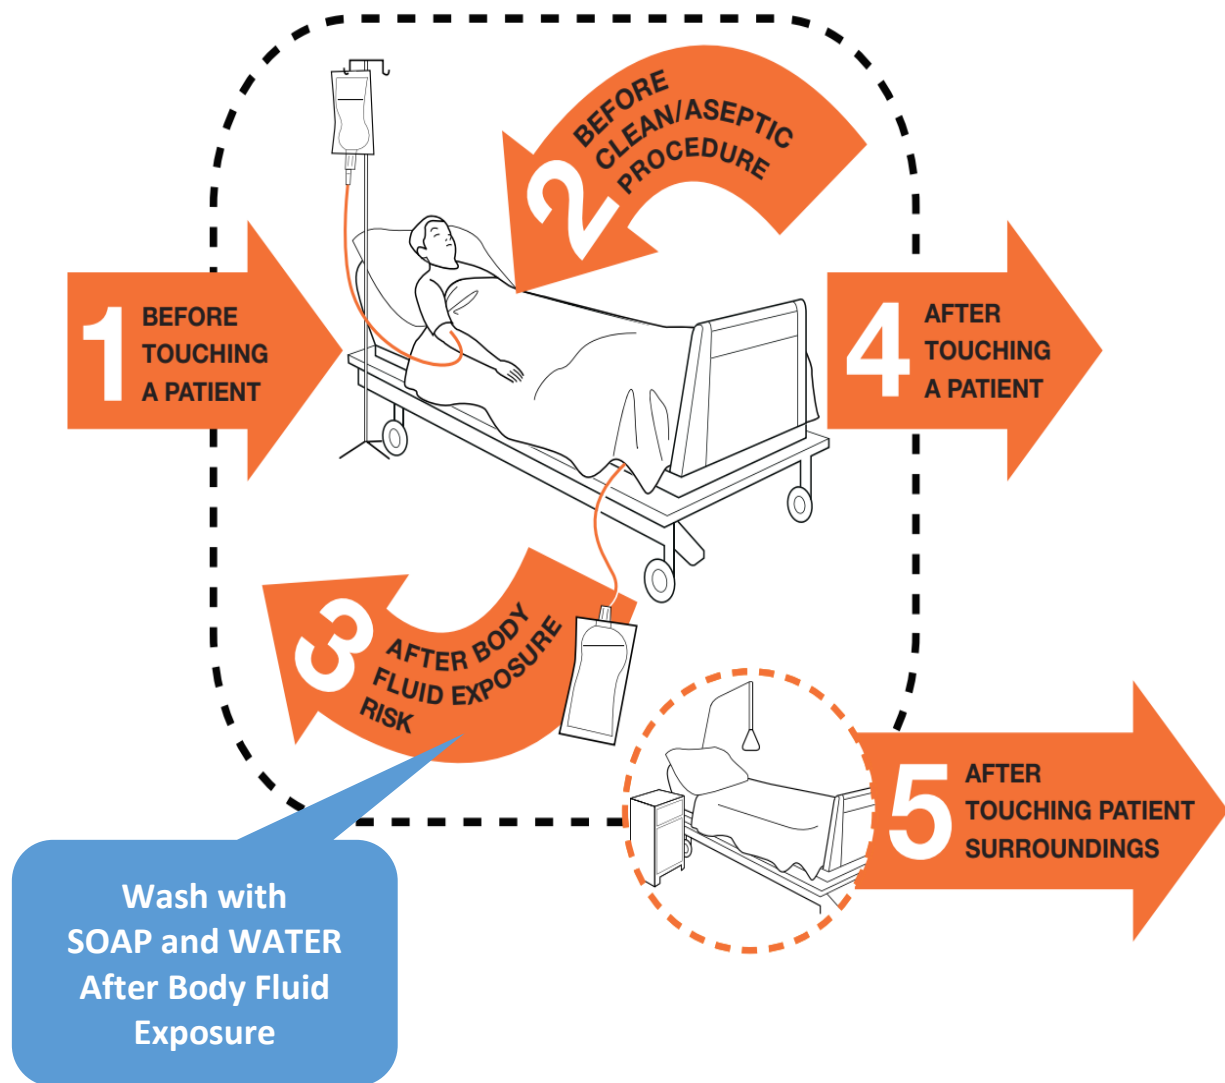 1
BEFORE
TOUCHING
A PATIENT
2
BEFORE
CLEAN/ASEPTIC
PROCEDURE
3
AFTER BODY
FLUID EXPOSURE
RISK
4
AFTER
TOUCHING
A PATIENT
5
AFTER
TOUCHING PATIENT
SURROUNDINGS
Wash with
SOAP and WATER
After Body Fluid
Exposure